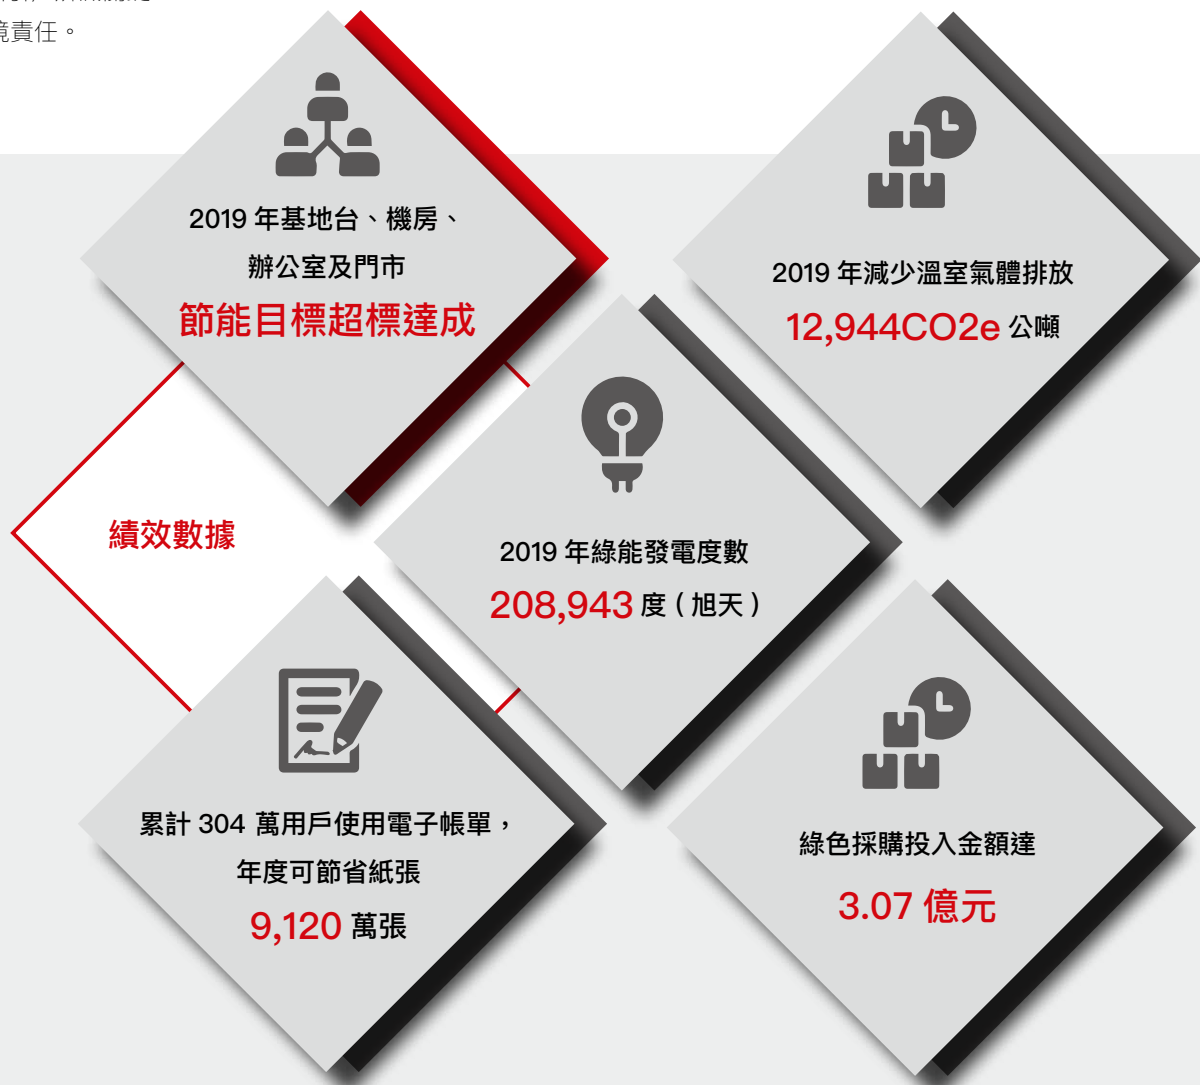 境責任。
2019 年基地台、機房、
辦公室及門市
節能目標超標達成
2019 年減少溫室氣體排放
12,944CO2e 公噸
績效數據
2019 年綠能發電度數
208,943 度（旭天）
累計 304 萬用戶使用電子帳單，
年度可節省紙張
9,120 萬張
綠色採購投入金額達
3.07 億元